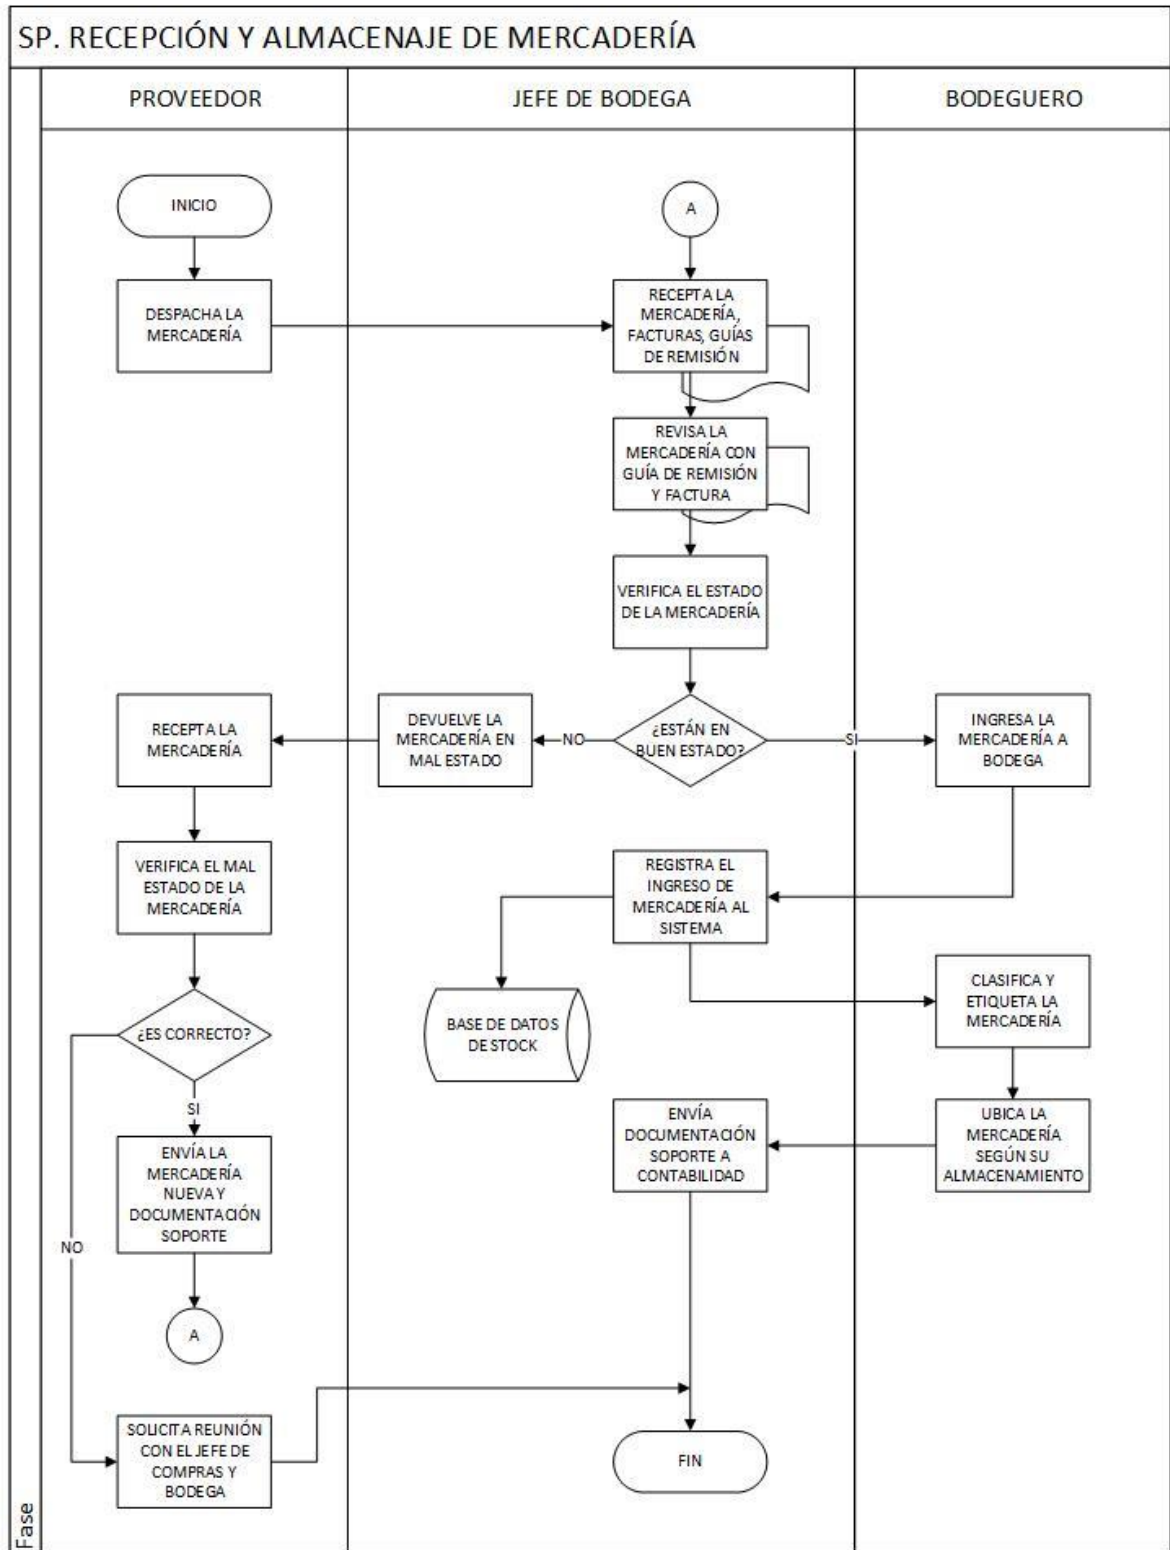 SP. RECEPCIÓN Y ALMACENAJE DE MERCADERÍA
PROVEEDOR
JEFE DE BODEGA
BODEGUERO
INICIO
A
DESPACHA LA
MERCADERÍA
RECEPTA LA
MERCADERÍA,
FACTURAS, GUÍAS
DE REMISIÓN
REVISA LA
MERCADERÍA CON
GUÍA DE REMISIÓN
Y FACTURA
VERIFICA EL ESTADO
DE LA MERCADERÍA
¿ESTÁN EN
BUEN ESTADO?
NO
SI
DEVUELVE LA
MERCADERÍA EN
MAL ESTADO
RECEPTA LA
MERCADERÍA
INGRESA LA
MERCADERÍA A
BODEGA
VERIFICA EL MAL
ESTADO DE LA
MERCADERÍA
REGISTRA EL
INGRESO DE
MERCADERÍA AL
SISTEMA
CLASIFICA Y
ETIQUETA LA
MERCADERÍA
¿ES CORRECTO?
BASE DE DATOS
DE STOCK
SI
ENVÍA LA
MERCADERÍA
NUEVA Y
DOCUMENTACIÓN
SOPORTE
ENVÍA
DOCUMENTACIÓN
SOPORTE A
CONTABILIDAD
UBICA LA
MERCADERÍA
SEGÚN SU
ALMACENAMIENTO
NO
A
SOLICITA REUNIÓN
CON EL JEFE DE
COMPRAS Y
BODEGA
FIN
Fase